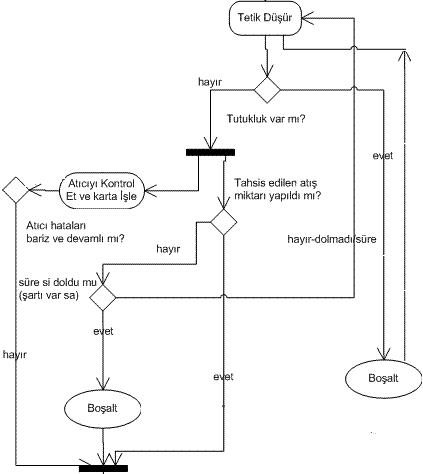 Tetik Düşür
hayır
Tutukluk var mı?
evet
Atıcıyı Kontrol
Et ve karta İşle
Tahsis edilen atış
miktarı yapıldı mı?
Atıcı hataları
bariz ve devamlı mı?
hayır
hayır-dolmadı/süre
süre si doldu mu
(şartı var sa)
evet
hayır
evet
Boşalt
Boşalt